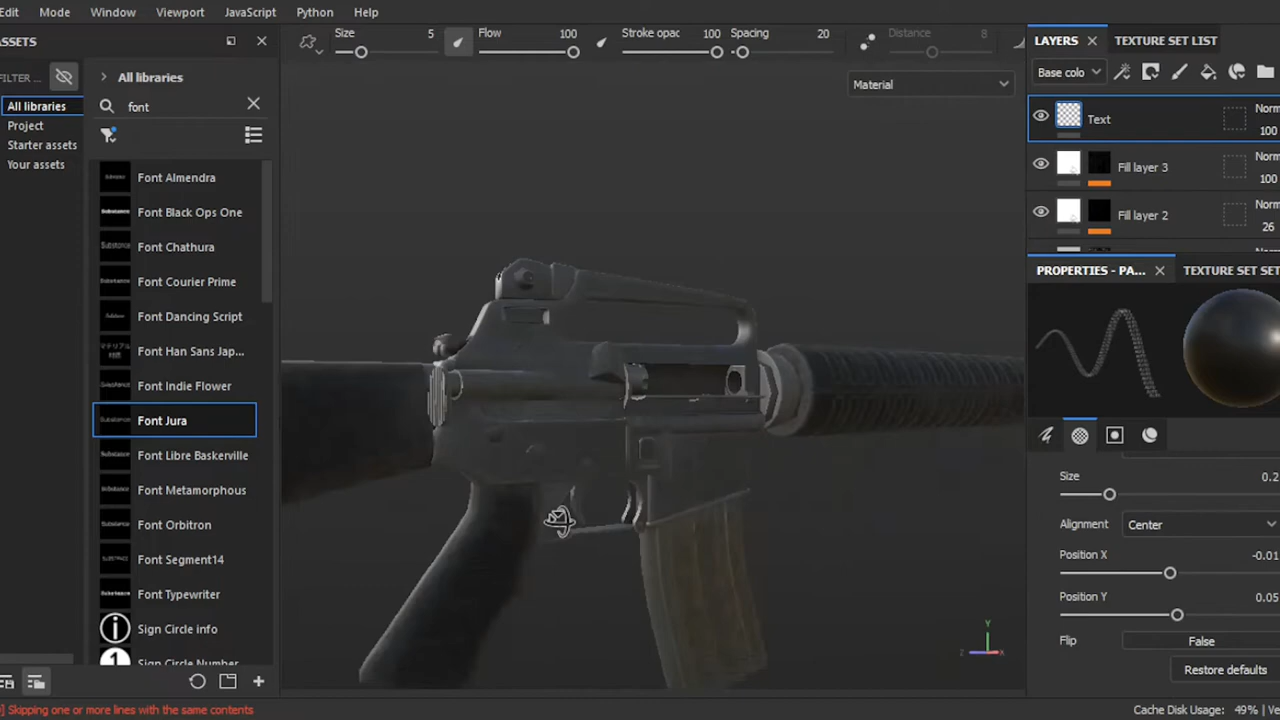 Edit Mode Window Viewport JavaScript Python Help
ASSETS
FILTER ...
All libraries
Project
Starter assets
Your assets
All libraries
font
Font Almendra
Font Black Ops One
Font Chathura
Font Courier Prime
Font Dancing Script
Font Han Sans Jap...
Font Indie Flower
Font Jura
Font Libre Baskerville
Font Metamorphous
Font Orbitron
Font Segment14
Font Typewriter
Sign Circle info
Sign Circle Number
Size 5
Flow 100
Stroke opac 100
Spacing 20
Distance 8
Material
Y
Z X
LAYERS TEXTURE SET LIST
Base colo
Text Norm
100
Fill layer 3 Norm
100
Fill layer 2 Norm
26
Norm
PROPERTIES - PA... TEXTURE SET SET
Size 0.2
Alignment Center
Position X -0.01
Position Y 0.05
Flip False
Restore defaults
] Skipping one or more lines with the same contents
Cache Disk Usage: 49% | Ve